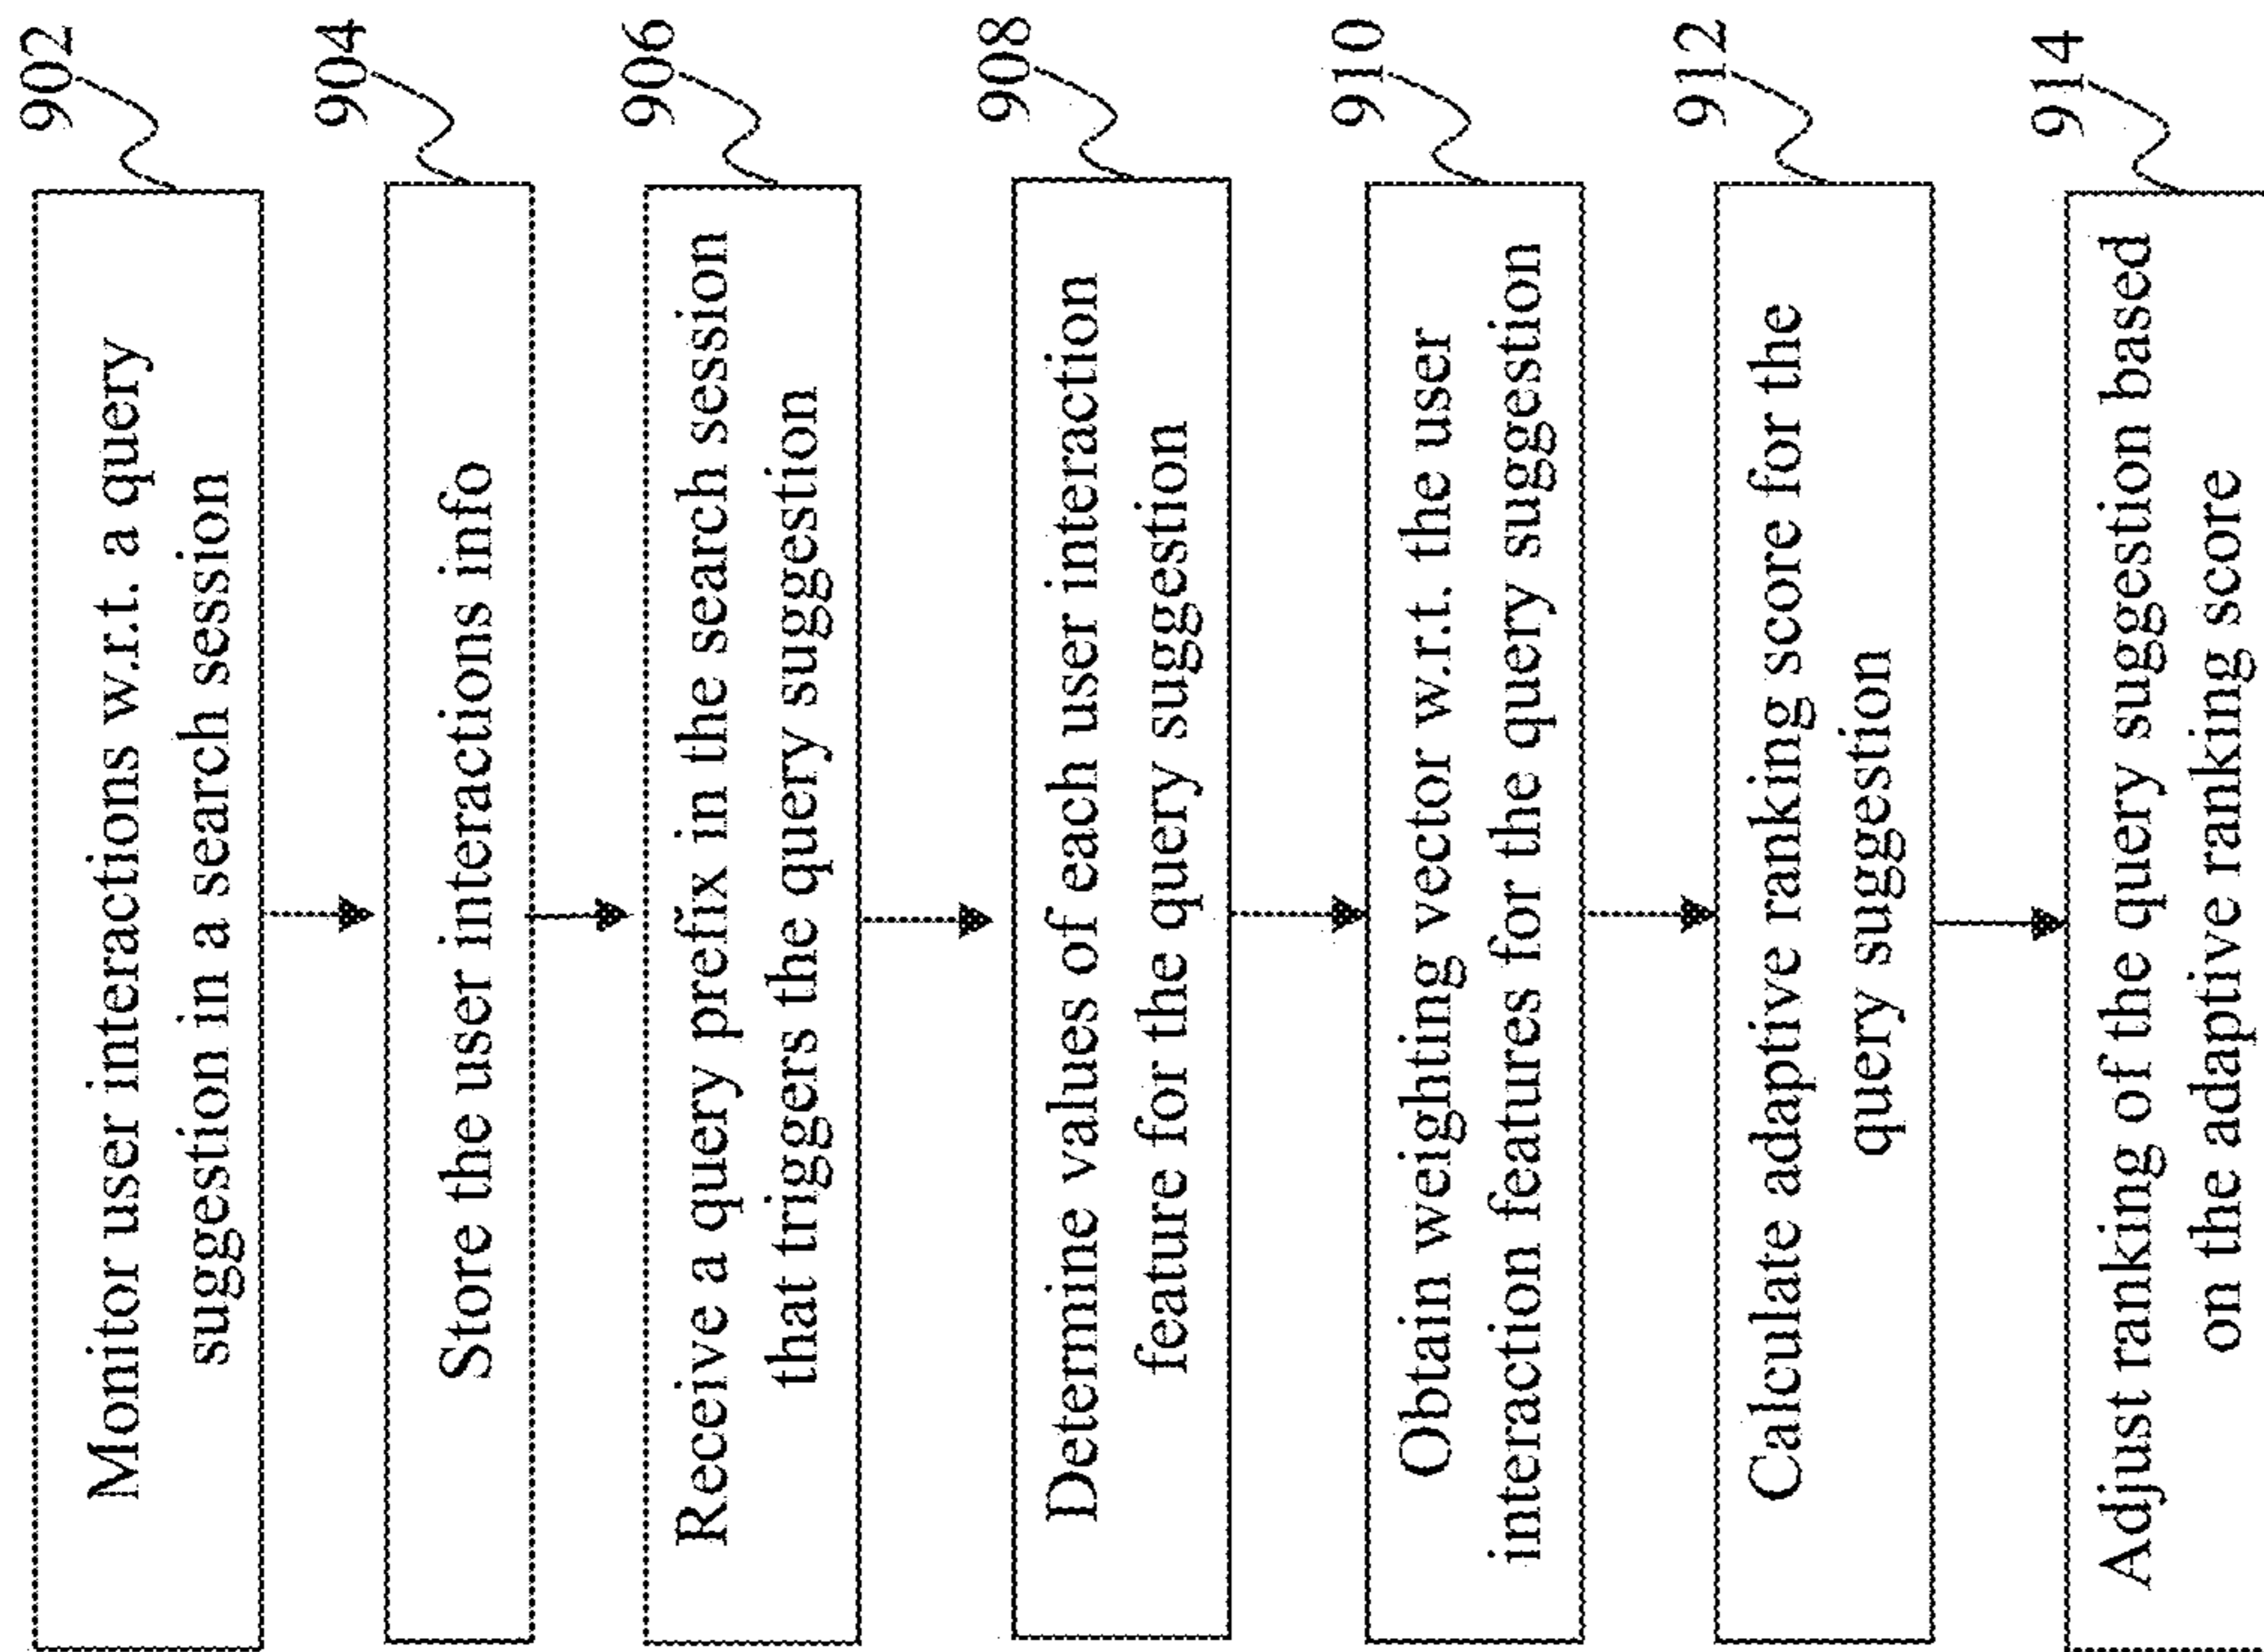 902
Monitor user interactions w.r.t. a query
suggestion in a search session
904
Store the user interactions info
906
Receive a query prefix in the search session
that triggers the query suggestion
908
Determine values of each user interaction
feature for the query suggestion
910
Obtain weighting vector w.r.t. the user
interaction features for the query suggestion
912
Calculate adaptive ranking score for the
query suggestion
914
Adjust ranking of the query suggestion based
on the adaptive ranking score